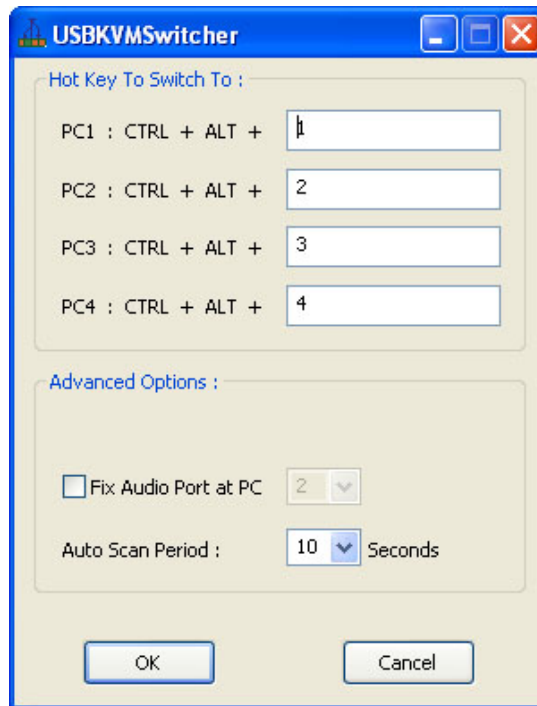 USBKVMSwitcher
Hot Key To Switch To :
PC1 : CTRL + ALT + 1
PC2 : CTRL + ALT + 2
PC3 : CTRL + ALT + 3
PC4 : CTRL + ALT + 4
Advanced Options :
Fix Audio Port at PC 2
Auto Scan Period : 10 Seconds
OK Cancel